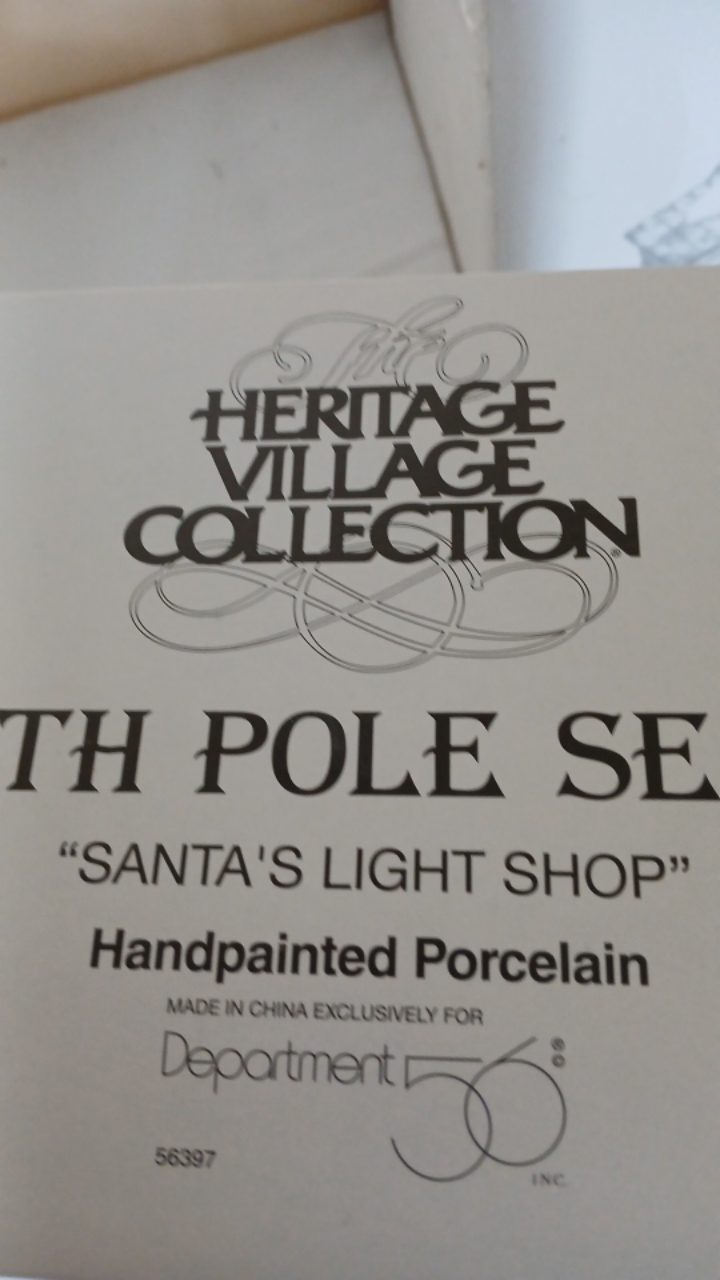 The
HERITAGE
VILLAGE
COLLECTION®
TH POLE SE
“SANTA'S LIGHT SHOP”
Handpainted Porcelain
MADE IN CHINA EXCLUSIVELY FOR
Department 56 ® ©
INC.
56397